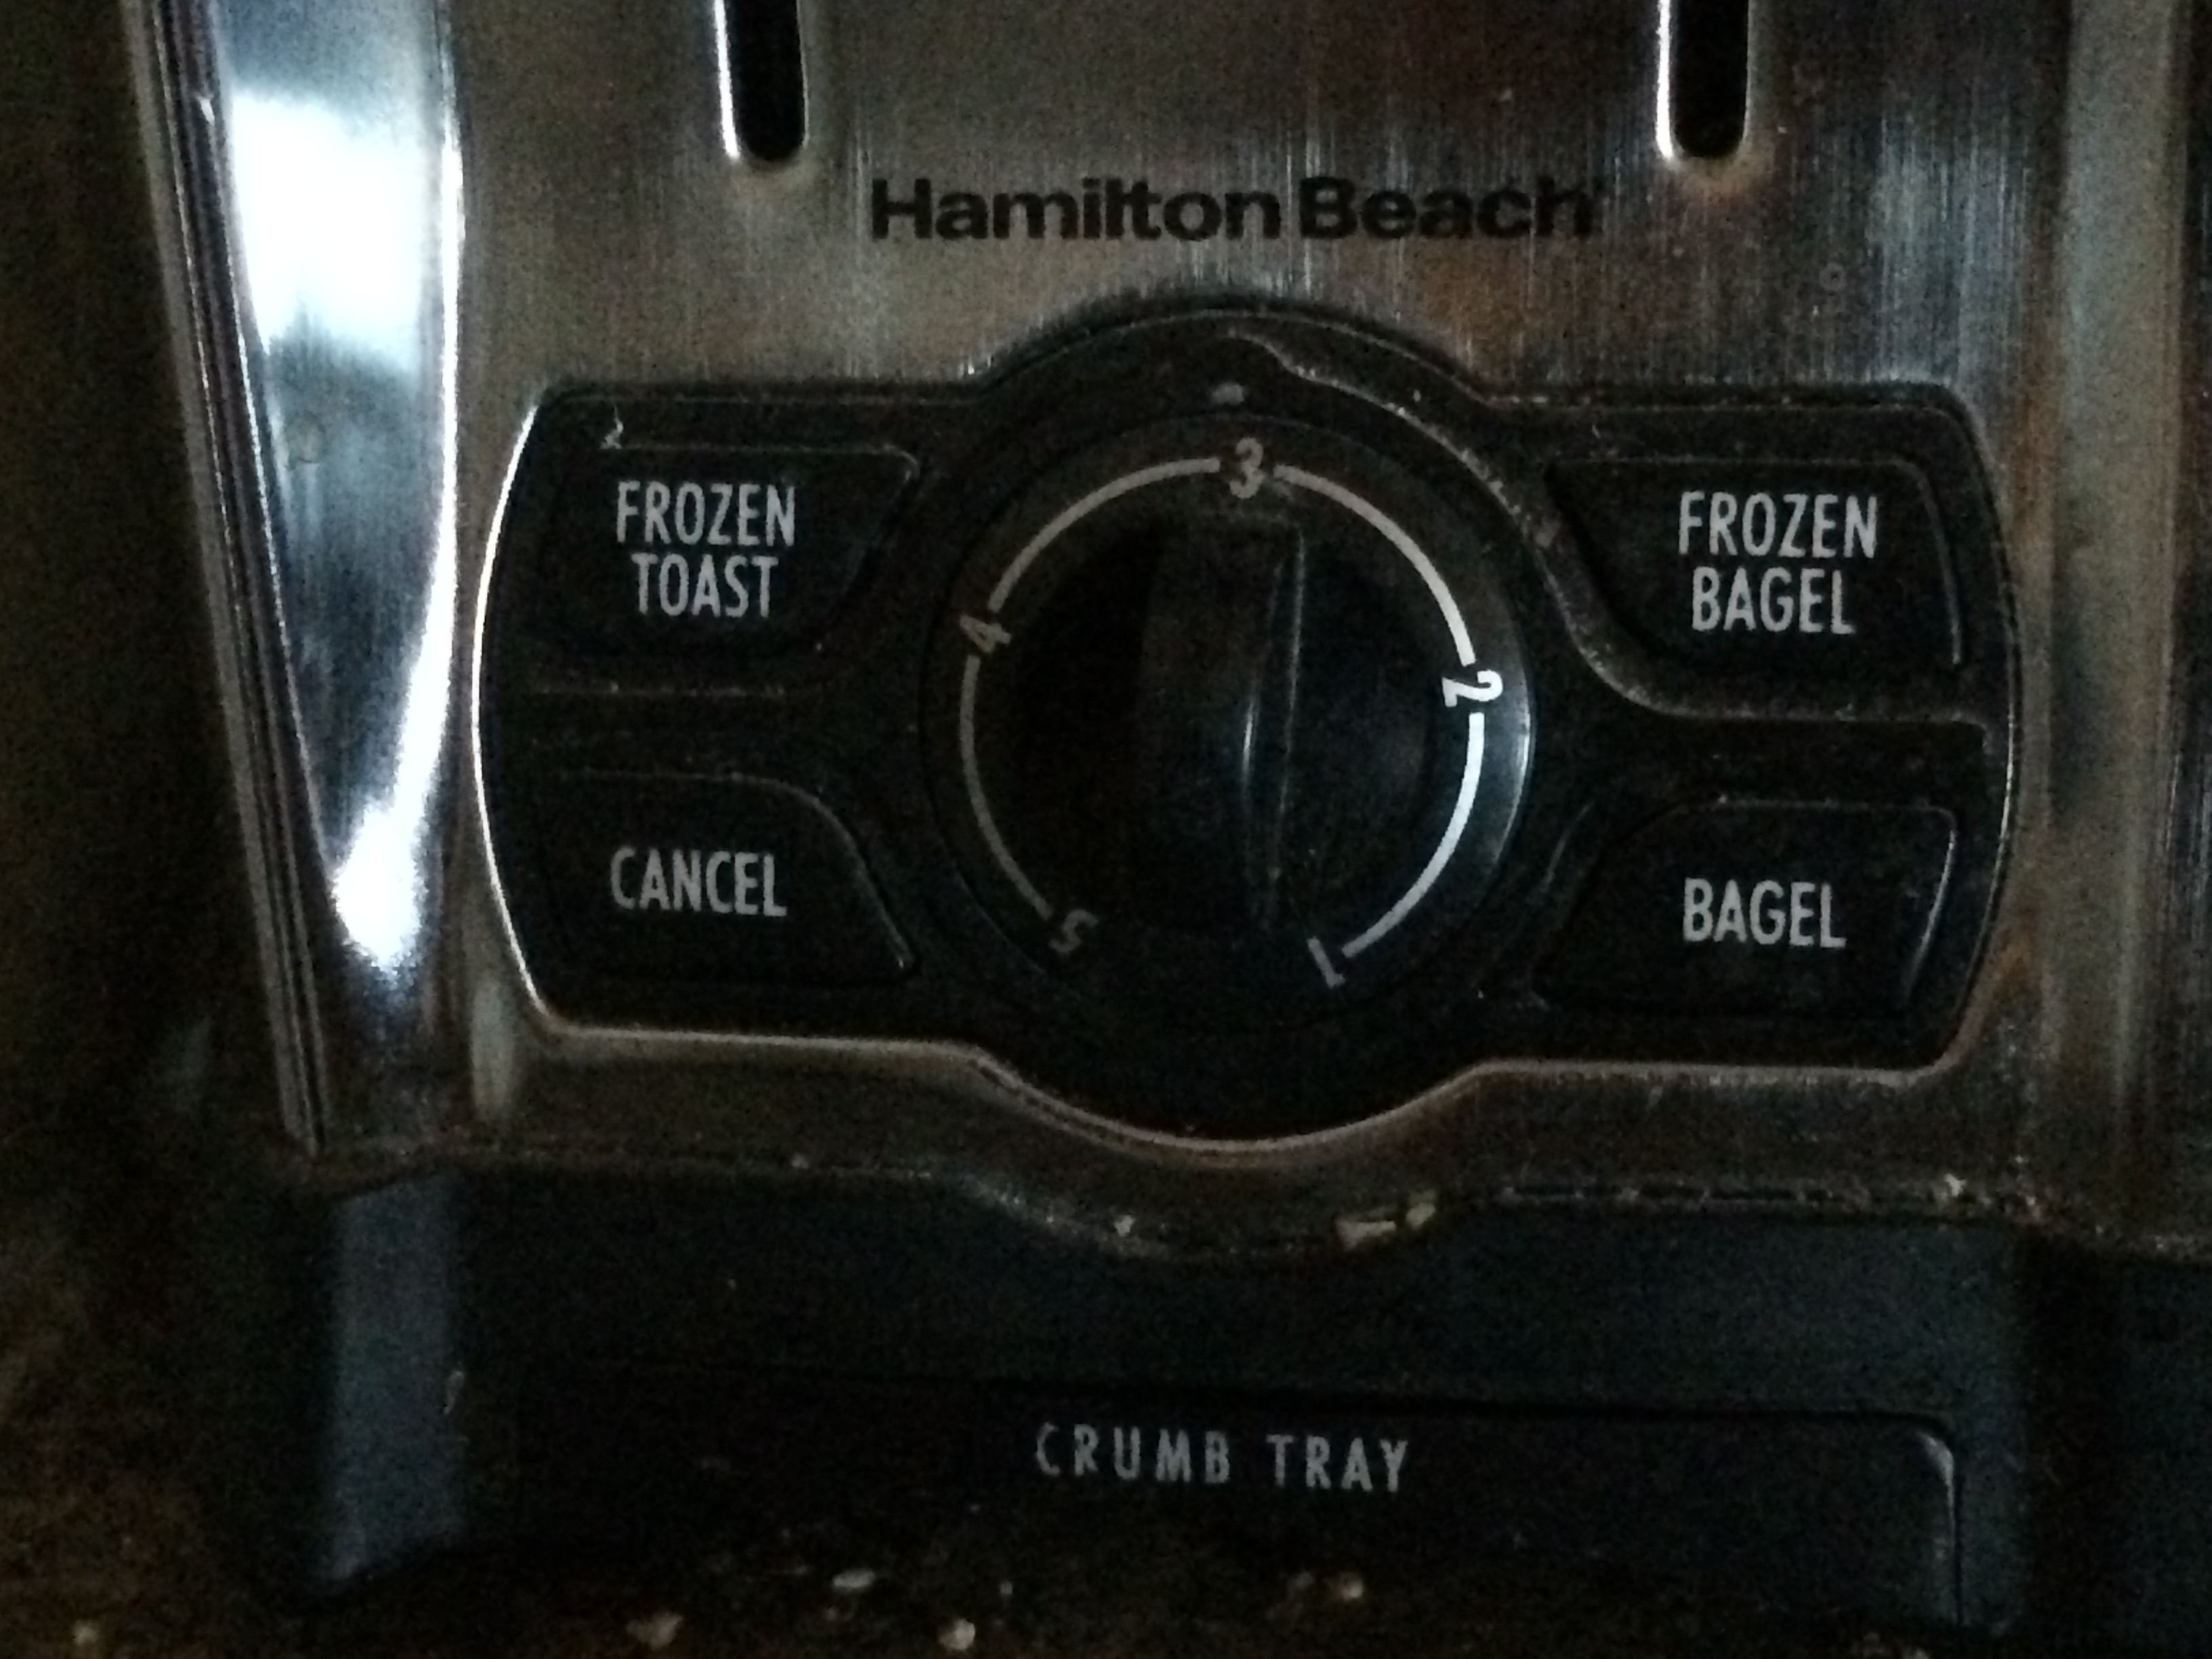 Hamilton Beach
FROZEN
TOAST
FROZEN
BAGEL
3
4
2
CANCEL
BAGEL
5
1
CRUMB TRAY